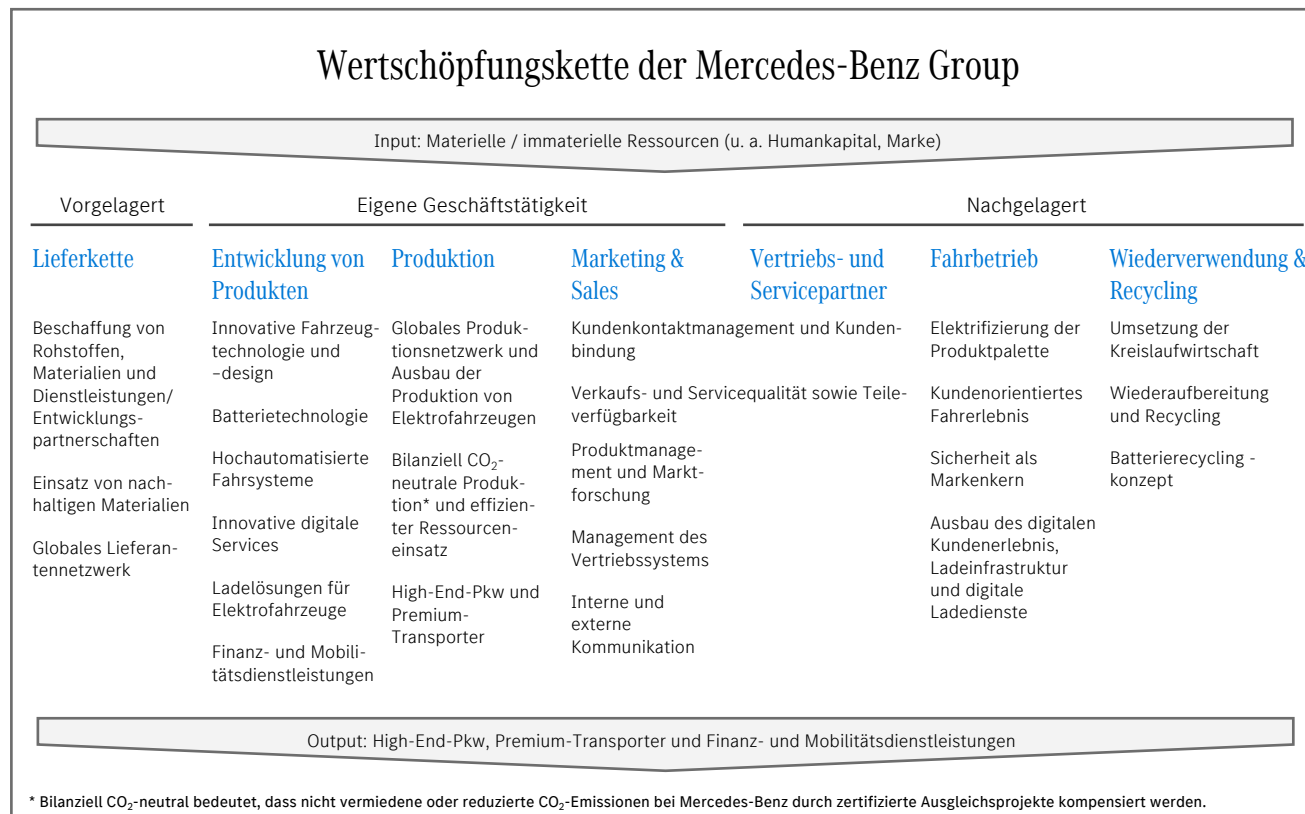 Wertschöpfungskette der Mercedes-Benz Group
Input: Materielle / immaterielle Ressourcen (u. a. Humankapital, Marke)
Vorgelagert
Eigene Geschäftstätigkeit
Nachgelagert
Lieferkette
Beschaffung von
Rohstoffen,
Materialien und
Dienstleistungen/
Entwicklungs-
partnerschaften
Einsatz von nach-
haltigen Materialien
Globales Lieferan-
tennetzwerk
Entwicklung von
Produkten
Innovative Fahrzeug-
technologie und
–design
Batterietechnologie
Hochautomatisierte
Fahrsysteme
Innovative digitale
Services
Ladelösungen für
Elektrofahrzeuge
Finanz- und Mobili-
tätsdienstleistungen
Produktion
Globales Produk-
tionsnetzwerk und
Ausbau der
Produktion von
Elektrofahrzeugen
Bilanziell CO₂-
neutrale Produk-
tion* und effizien-
ter Ressourcen-
einsatz
High-End-Pkw und
Premium-
Transporter
Marketing &
Sales
Vertriebs- und
Servicepartner
Kundenkontaktmanagement und Kunden-
bindung
Verkaufs- und Servicequalität sowie Teile-
verfügbarkeit
Produktmanage-
ment und Markt-
forschung
Management des
Vertriebssystems
Interne und
externe
Kommunikation
Fahrbetrieb
Elektrifizierung der
Produktpalette
Kundenorientiertes
Fahrerlebnis
Sicherheit als
Markenkern
Ausbau des digitalen
Kundenerlebnis,
Ladeinfrastruktur
und digitale
Ladedienste
Wiederverwendung &
Recycling
Umsetzung der
Kreislaufwirtschaft
Wiederaufbereitung
und Recycling
Batterierecycling -
konzept
Output: High-End-Pkw, Premium-Transporter und Finanz- und Mobilitätsdienstleistungen
* Bilanziell CO₂-neutral bedeutet, dass nicht vermiedene oder reduzierte CO₂-Emissionen bei Mercedes-Benz durch zertifizierte Ausgleichsprojekte kompensiert werden.